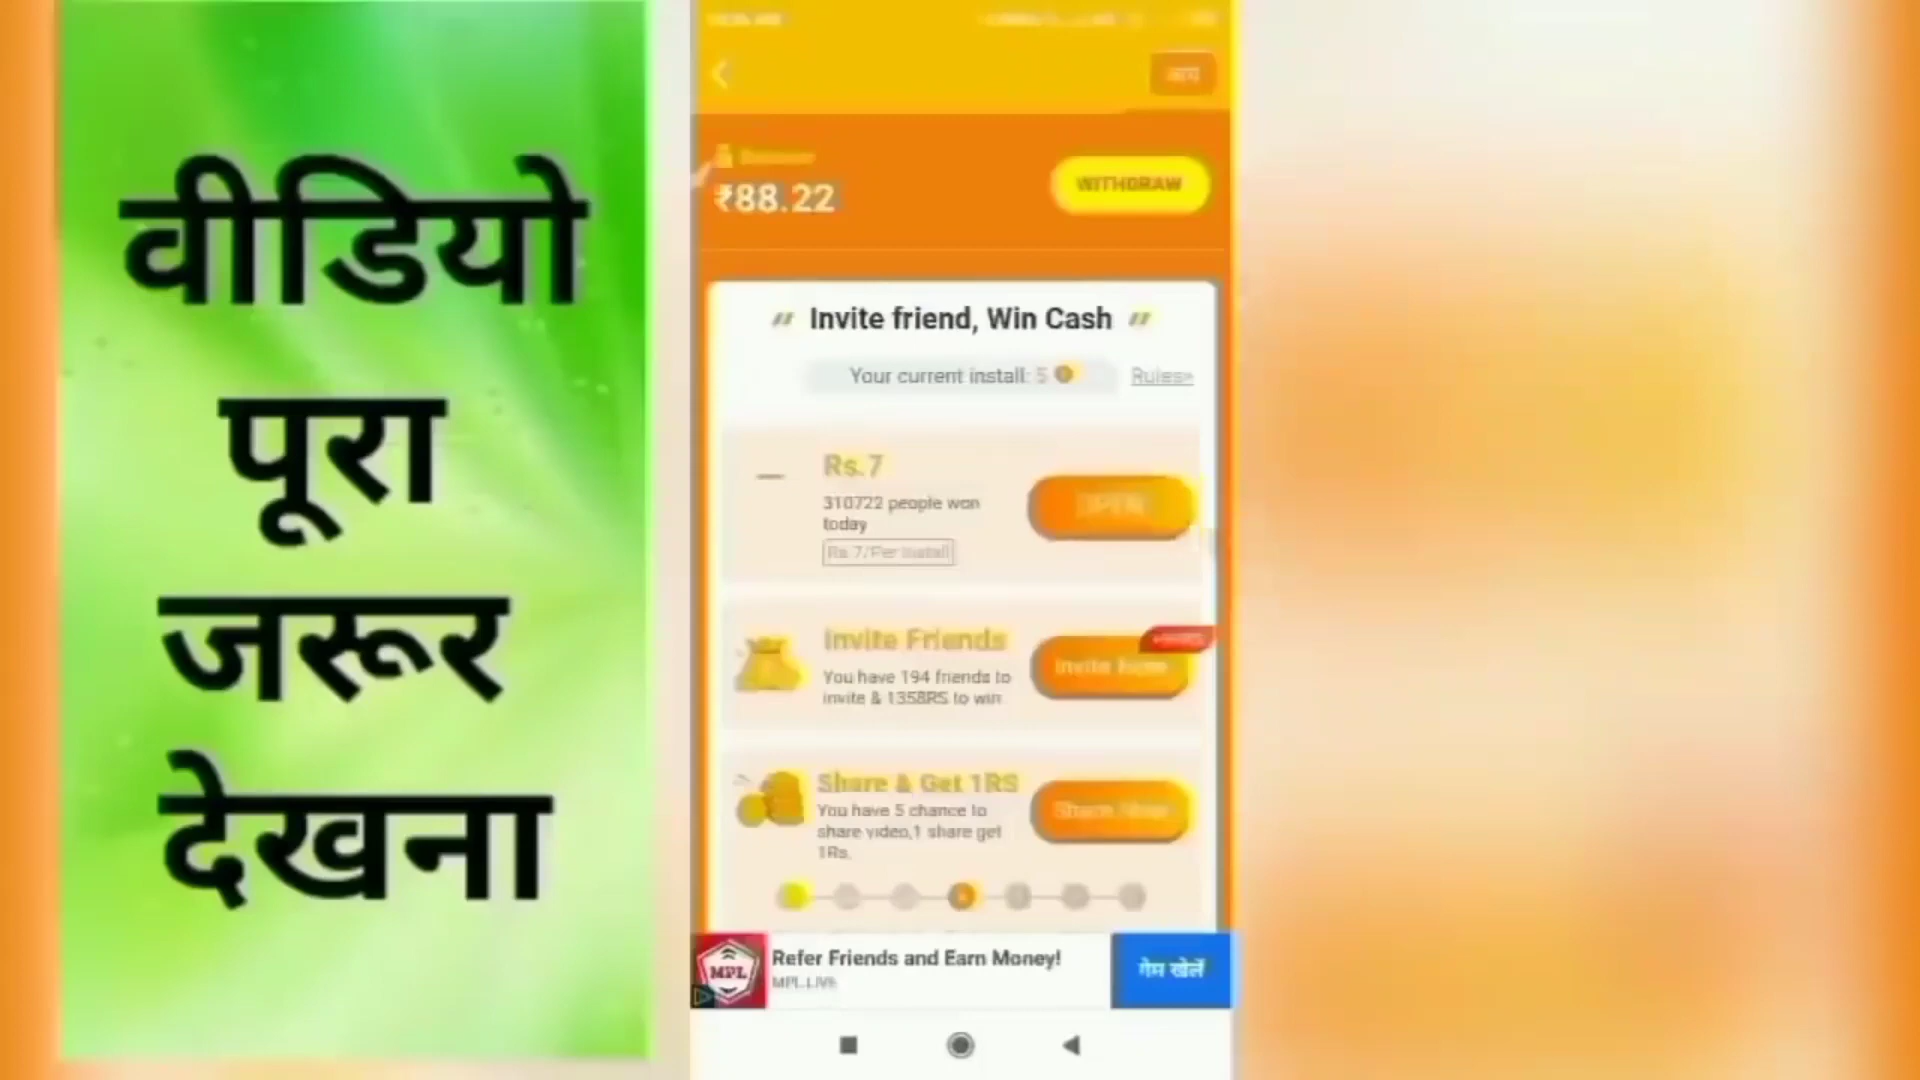 वीडियो
पूरा
जरूर
देखना
₹88.22
WITHDRAW
Invite friend, Win Cash
Your current install: 5
Rules»
Rs.7
310722 people won
today
OPEN
Rs 7/Per Install
Invite Friends
You have 194 friends to
invite & 1358RS to win
Invite Now
Share & Get 1RS
You have 5 chance to
share video,1 share get
1Rs.
Share Now
MPL
Refer Friends and Earn Money!
MPL.LIVE
गेम खेलें